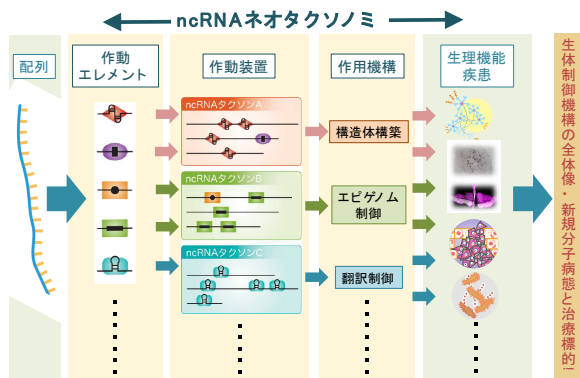 ncRNAネオタクソノミ
配列
作動
エレメント
作動装置
作用機構
生理機能
疾患
ncRNAタクソンA
ncRNAタクソンB
ncRNAタクソンC
構造体構築
エピゲノム
制御
翻訳制御
生体制御機構の全体像・新規分子病態と治療標的!